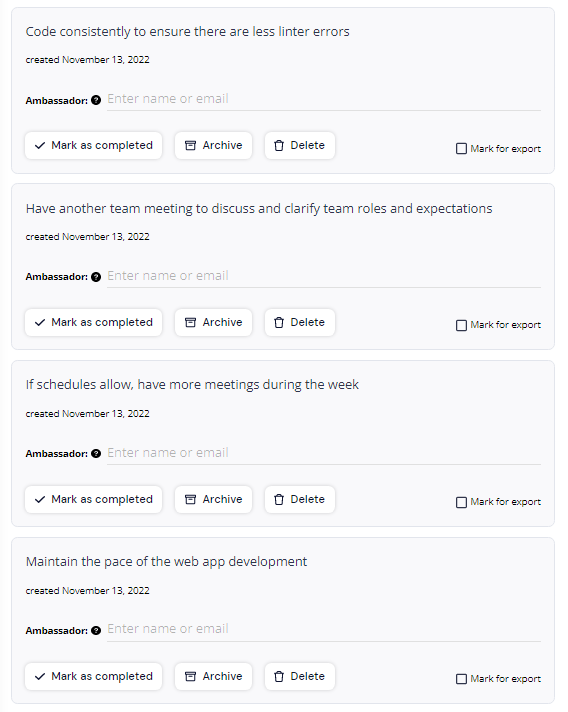 Code consistently to ensure there are less linter errors
created November 13, 2022
Ambassador: ? Enter name or email
Mark as completed Archive Delete Mark for export
Have another team meeting to discuss and clarify team roles and expectations
created November 13, 2022
Ambassador: ? Enter name or email
Mark as completed Archive Delete Mark for export
If schedules allow, have more meetings during the week
created November 13, 2022
Ambassador: ? Enter name or email
Mark as completed Archive Delete Mark for export
Maintain the pace of the web app development
created November 13, 2022
Ambassador: ? Enter name or email
Mark as completed Archive Delete Mark for export